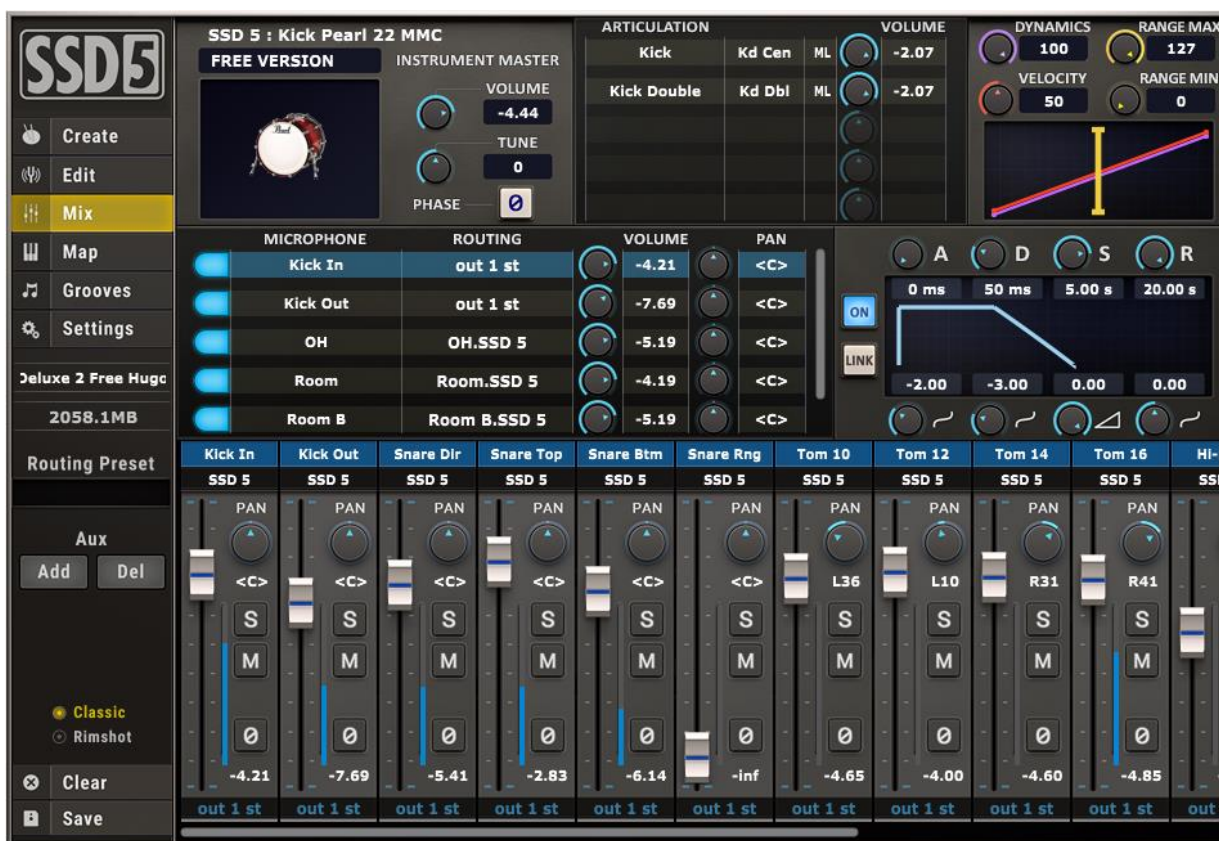 SSD5
Create
Edit
Mix
Map
Grooves
Settings
Deluxe 2 Free Hugo
2058.1MB
Routing Preset
Aux
Add Del
Classic
Rimshot
Clear
Save
SSD 5 : Kick Pearl 22 MMC
FREE VERSION
INSTRUMENT MASTER
VOLUME
-4.44
TUNE
0
PHASE Ø
Pearl
ARTICULATION VOLUME
Kick Kd Cen ML -2.07
Kick Double Kd Dbl ML -2.07
DYNAMICS RANGE MAX
100 127
VELOCITY RANGE MIN
50 0
MICROPHONE ROUTING VOLUME PAN
Kick In out 1 st -4.21 <C>
Kick Out out 1 st -7.69 <C>
OH OH.SSD 5 -5.19 <C>
Room Room.SSD 5 -4.19 <C>
Room B Room B.SSD 5 -5.19 <C>
A D S R
0 ms 50 ms 5.00 s 20.00 s
ON
LINK
-2.00 -3.00 0.00 0.00
Kick In Kick Out Snare Dir Snare Top Snare Btm Snare Rng Tom 10 Tom 12 Tom 14 Tom 16 Hi-
SSD 5 SSD 5 SSD 5 SSD 5 SSD 5 SSD 5 SSD 5 SSD 5 SSD 5 SSD 5 SS
PAN PAN PAN PAN PAN PAN PAN PAN PAN PAN
<C> <C> <C> <C> <C> <C> L36 L10 R31 R41
S S S S S S S S S S
M M M M M M M M M M
Ø Ø Ø Ø Ø Ø Ø Ø Ø Ø
-4.21 -7.69 -5.41 -2.83 -6.14 -inf -4.65 -4.00 -4.60 -4.85
out 1 st out 1 st out 1 st out 1 st out 1 st out 1 st out 1 st out 1 st out 1 st out 1 st out